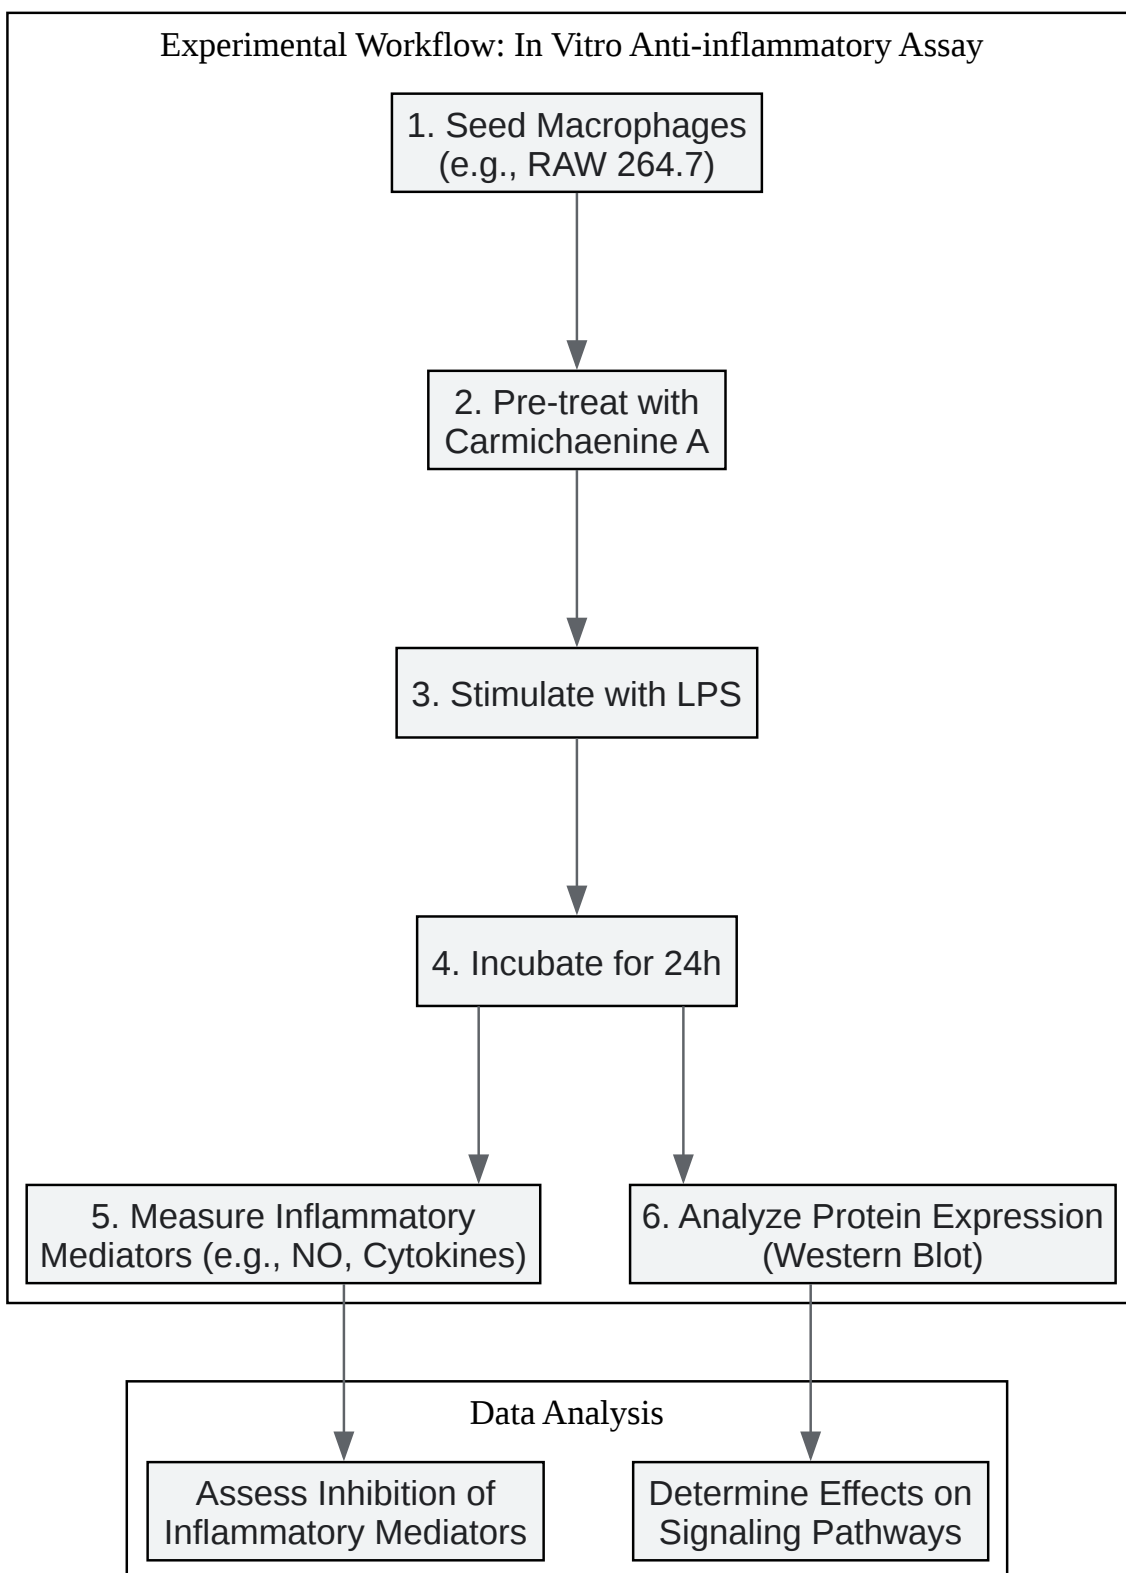 Experimental Workflow: In Vitro Anti-inflammatory Assay
1. Seed Macrophages
(e.g., RAW 264.7)
2. Pre-treat with
Carmichaenine A
3. Stimulate with LPS
4. Incubate for 24h
5. Measure Inflammatory
Mediators (e.g., NO, Cytokines)
6. Analyze Protein Expression
(Western Blot)
Data Analysis
Assess Inhibition of
Inflammatory Mediators
Determine Effects on
Signaling Pathways